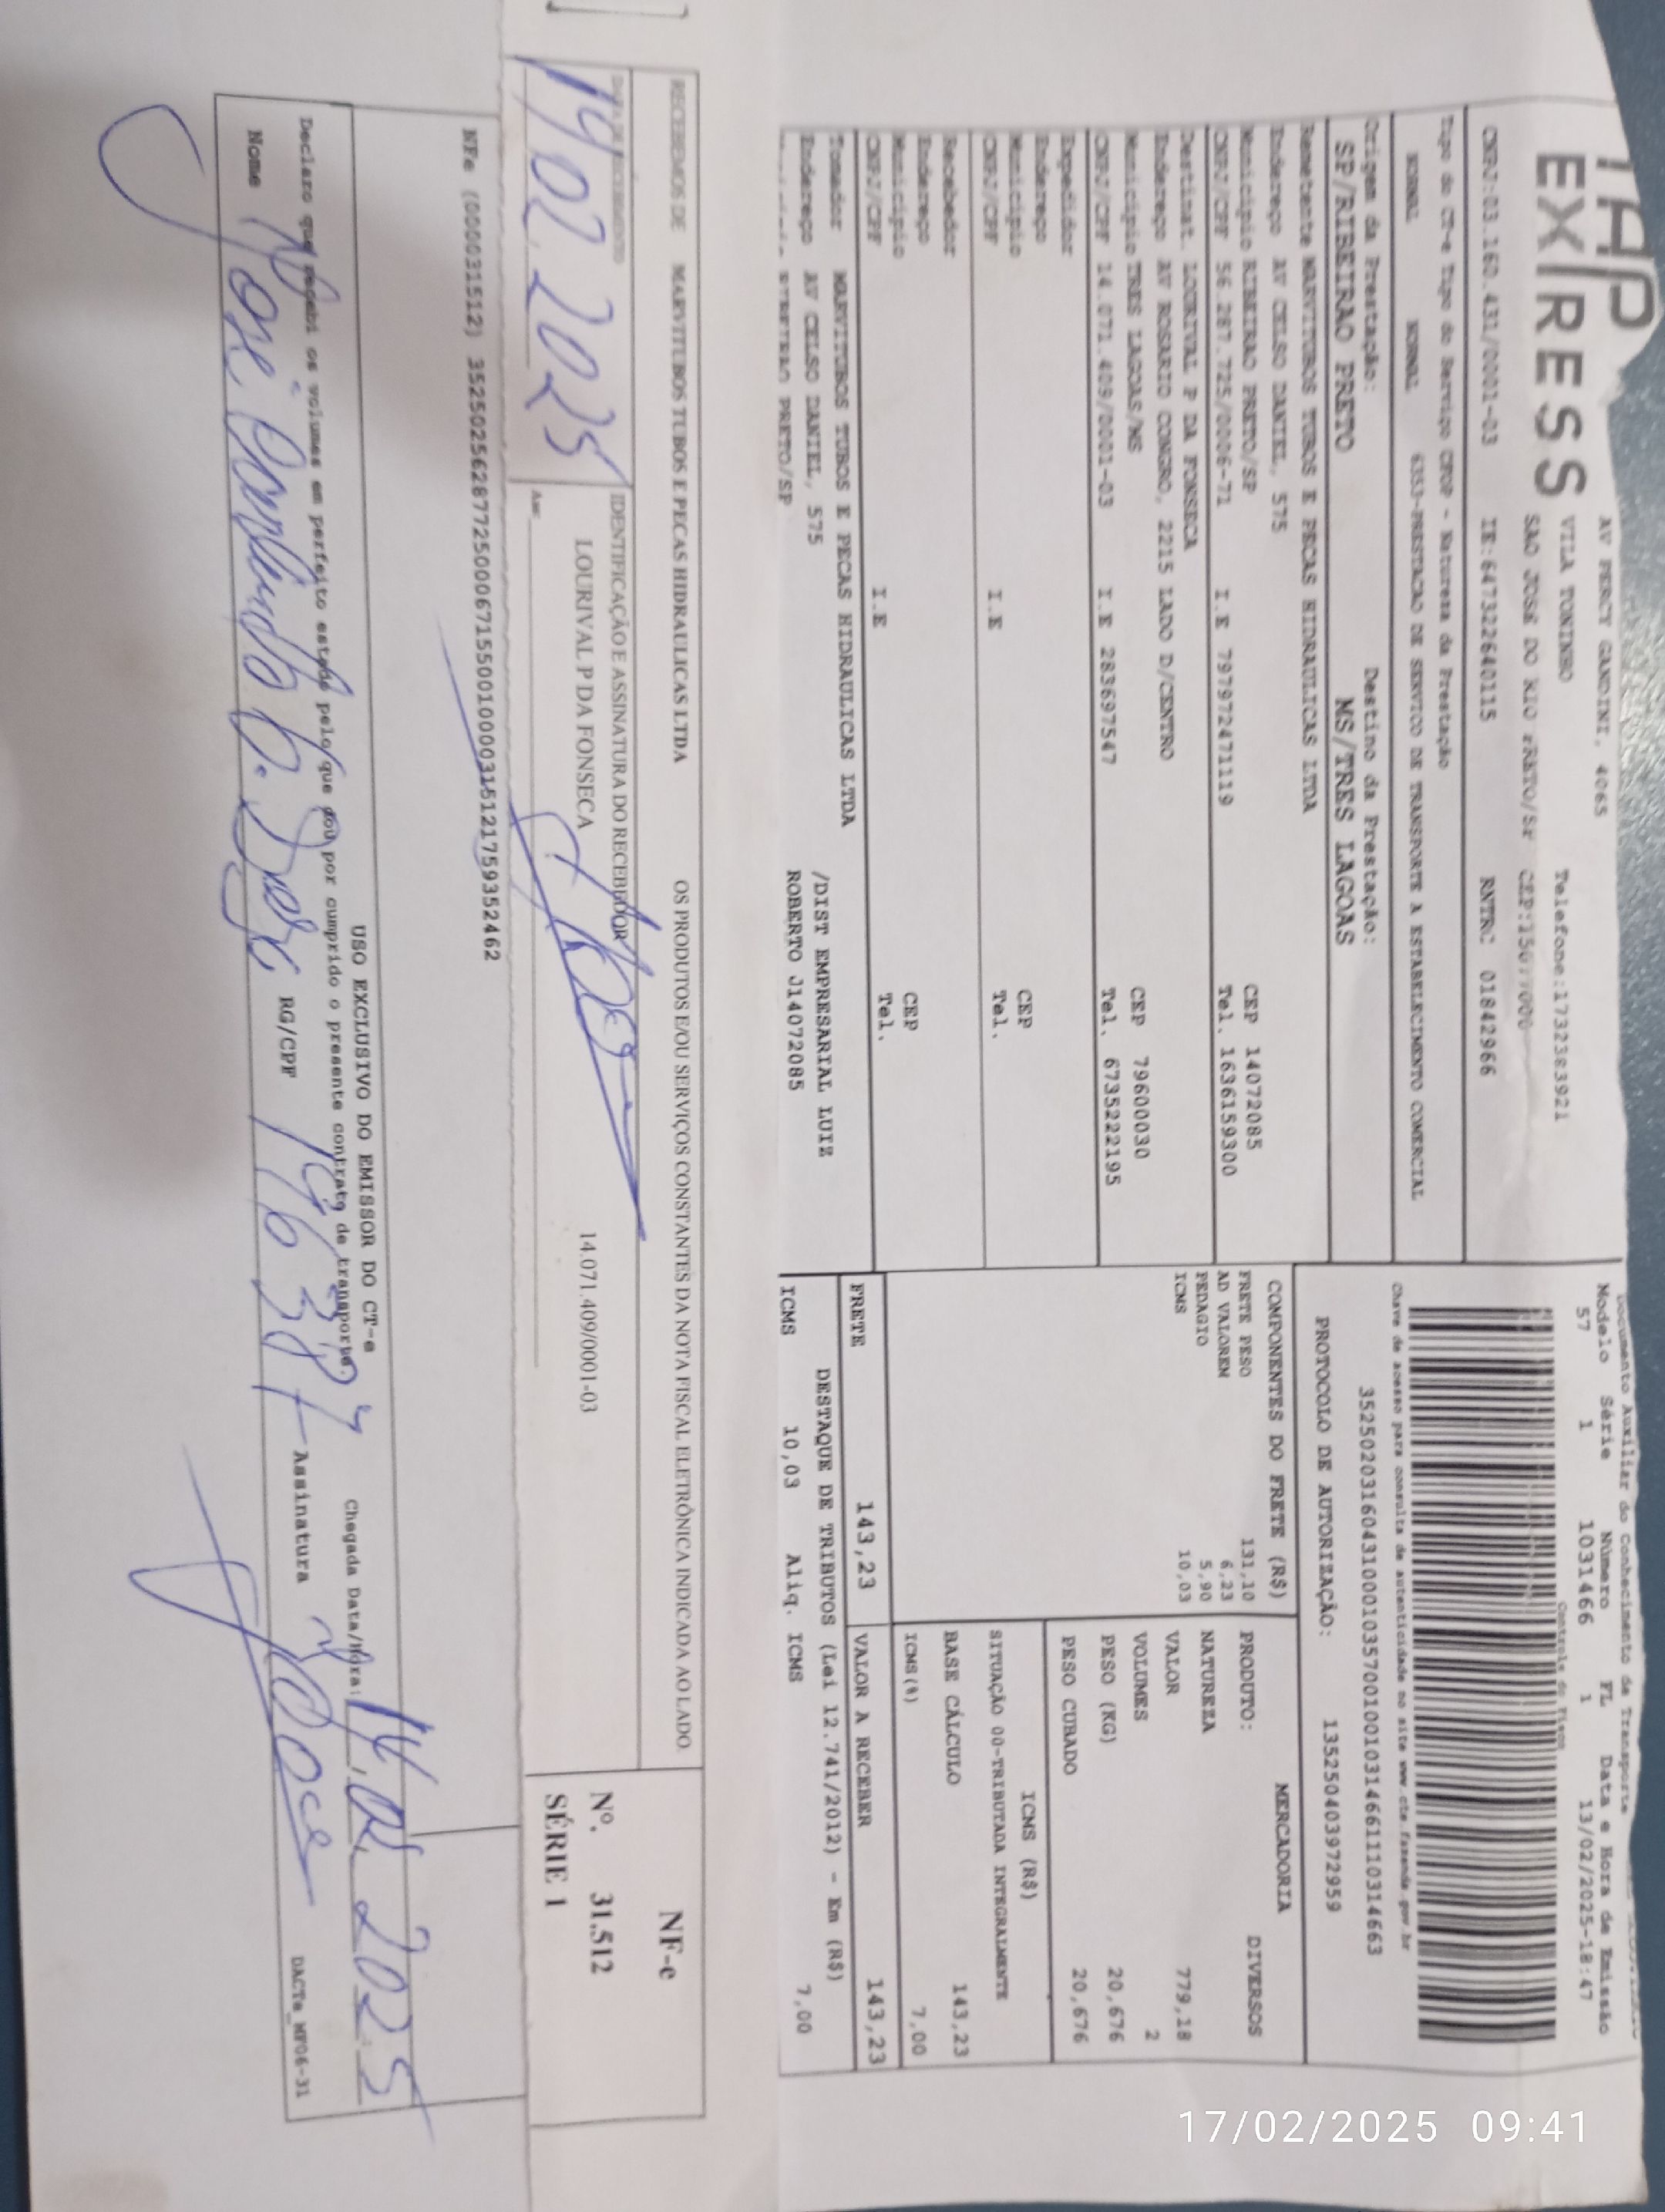 TAP
EX/RESS
AV PERCY GANDINI, 4065
VILA TONINHO
Telefone:1732383921
SAO JOSE DO RIO PRETO/SP CEP:15077000
CNPJ:03.160.431/0001-03 IE:647322640115 RNTRC 01842966
Documento Auxiliar do Conhecimento de Transporte
Modelo Série Número FL Data e Hora de Emissão
57 1 1031466 1 13/02/2025-18:47
Controle do Fisco
Chave de acesso para consulta de autenticidade no site www.cte.fazenda.gov.br
35250203160431000103570010010314661110314663
PROTOCOLO DE AUTORIZAÇÃO: 135250403972959
Tipo do CT-e Tipo do Serviço CFOP - Natureza da Prestação
NORMAL NORMAL 6353-PRESTACAO DE SERVICO DE TRANSPORTE A ESTABELECIMENTO COMERCIAL
Origem da Prestação: Destino da Prestação:
SP/RIBEIRAO PRETO MS/TRES LAGOAS
Remetente MARVITUBOS TUBOS E PECAS HIDRAULICAS LTDA
Endereço AV CELSO DANIEL, 575
Município RIBEIRAO PRETO/SP CEP 14072085
CNPJ/CPF 56.287.725/0006-71 I.E 797972471119 Tel. 1636159300
Destinat. LOURIVAL P DA FONSECA
Endereço AV ROSARIO CONGRO, 2215 LADO D/CENTRO
Município TRES LAGOAS/MS CEP 79600030
CNPJ/CPF 14.071.409/0001-03 I.E 283697547 Tel. 6735222195
Expedidor
Endereço
Município CEP
CNPJ/CPF I.E Tel.
Recebedor
Endereço
Município CEP
CNPJ/CPF I.E Tel.
Tomador MARVITUBOS TUBOS E PECAS HIDRAULICAS LTDA
/DIST EMPRESARIAL LUIZ
Endereço AV CELSO DANIEL, 575
ROBERTO J14072085
RIBEIRAO PRETO/SP
COMPONENTES DO FRETE (R$)
FRETE PESO 131,10
AD VALOREM 6,23
PEDAGIO 5,90
ICMS 10,03
MERCADORIA
PRODUTO: DIVERSOS
NATUREZA
VALOR 779,18
VOLUMES 2
PESO (KG) 20,676
PESO CUBADO 20,676
ICMS (R$)
SITUAÇÃO 00-TRIBUTADA INTEGRALMENTE
BASE CÁLCULO 143,23
ICMS(%) 7,00
FRETE 143,23 VALOR A RECEBER 143,23
DESTAQUE DE TRIBUTOS (Lei 12.741/2012) - Em (R$)
ICMS 10,03 Aliq. ICMS 7,00
RECEBEMOS DE MARVITUBOS TUBOS E PECAS HIDRAULICAS LTDA OS PRODUTOS E/OU SERVIÇOS CONSTANTES DA NOTA FISCAL ELETRÔNICA INDICADA AO LADO.
DATA DE RECEBIMENTO
14 02 2025
IDENTIFICAÇÃO E ASSINATURA DO RECEBEDOR
LOURIVAL P DA FONSECA 14.071.409/0001-03
Ass:
NF-e
Nº. 31.512
SÉRIE 1
NFe (000031512) 35250256287725000671550010000315121759352462
USO EXCLUSIVO DO EMISSOR DO CT-e
Declaro que recebi os volumes em perfeito estado pelo que dou por cumprido o presente contrato de transporte.
Chegada Data/Hora: 14, 02, 2025
Nome José
RG/CPF
Assinatura
DACTe_MP06-31
17/02/2025 09:41